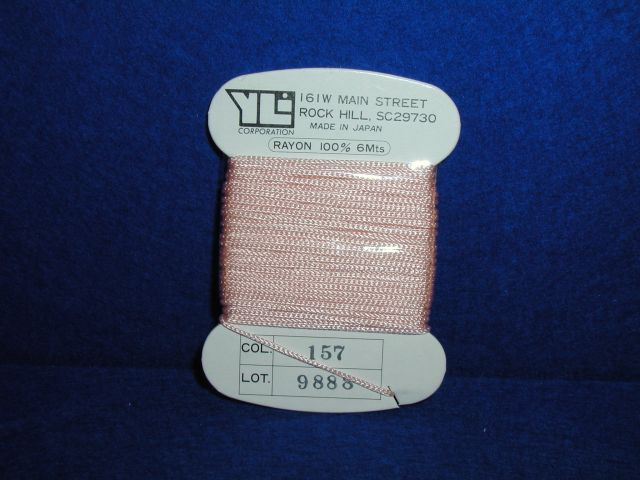 YLI
CORPORATION
161W MAIN STREET
ROCK HILL, SC29730
MADE IN JAPAN
RAYON 100% 6Mts
COL. 157
LOT. 9888